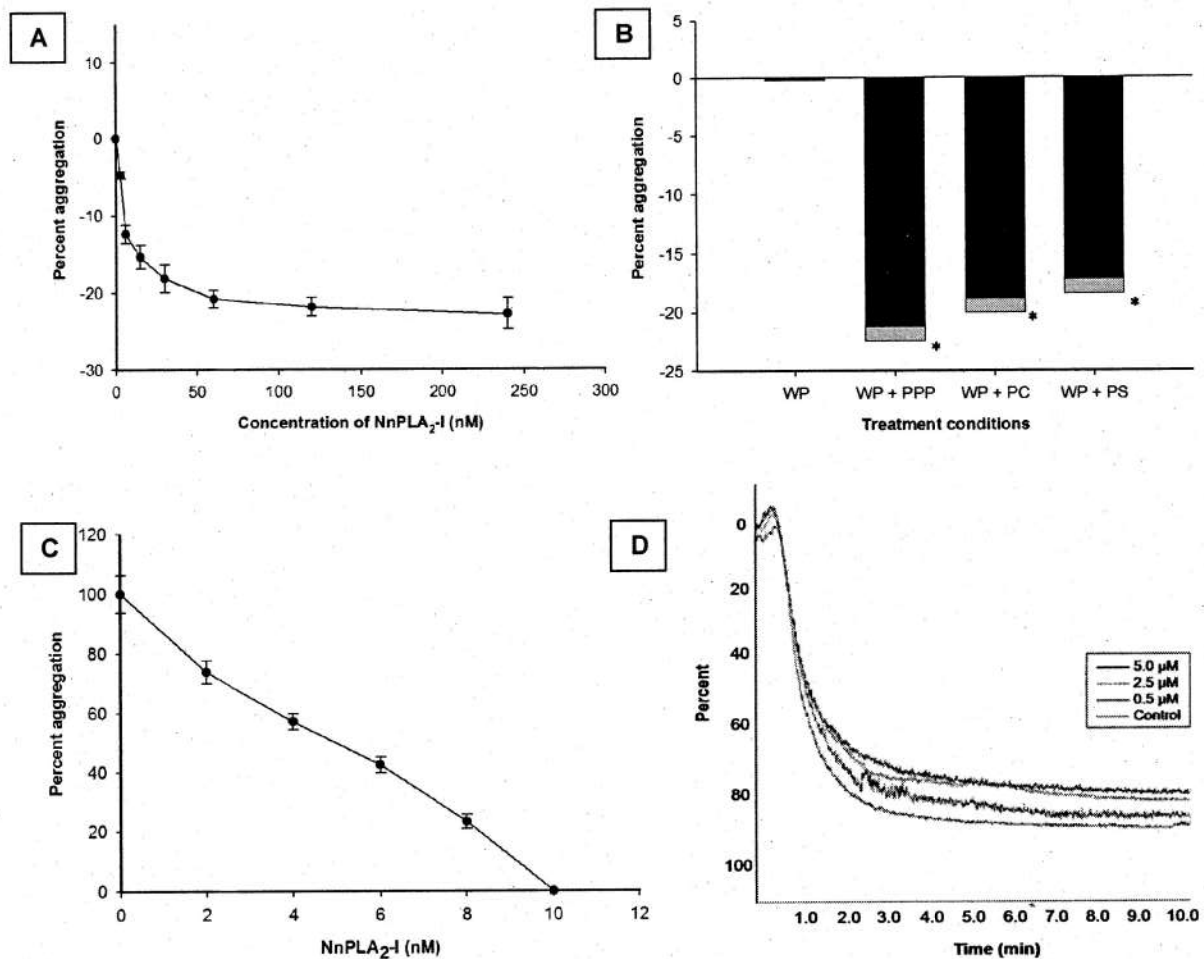 A
10
0
-10
-20
-30
0 50 100 150 200 250 300
Percent aggregation
Concentration of NnPLA2-I (nM)
B
5
0
-5
-10
-15
-20
-25
* * *
WP WP + PPP WP + PC WP + PS
Percent aggregation
Treatment conditions
C
120
100
80
60
40
20
0
0 2 4 6 8 10 12
Percent aggregation
NnPLA2-I (nM)
D
0
20
40
60
80
100
Percent
5.0 µM
2.5 µM
0.5 µM
Control
1.0 2.0 3.0 4.0 5.0 6.0 7.0 8.0 9.0 10.0
Time (min)